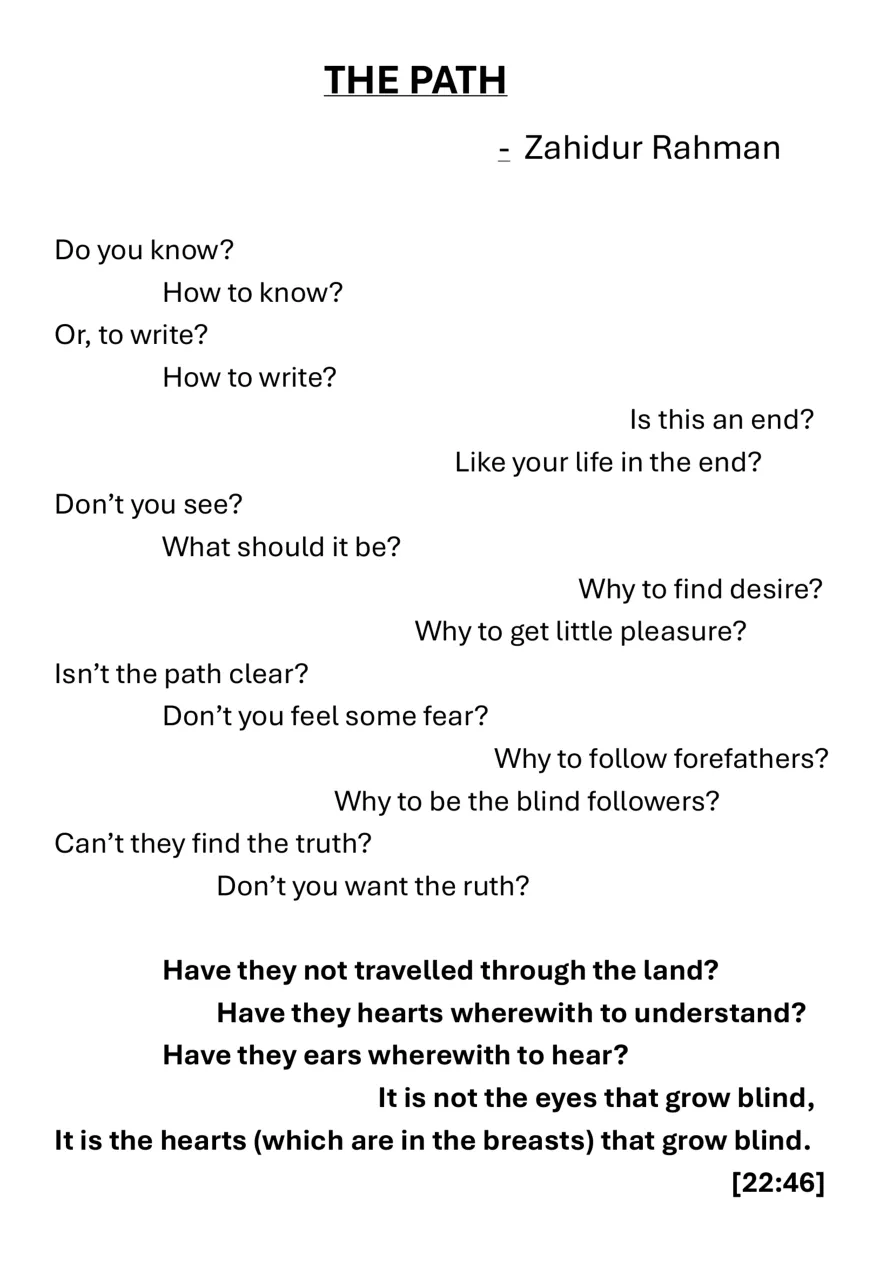 THE PATH
- Zahidur Rahman
Do you know?
How to know?
Or, to write?
How to write?
Is this an end?
Like your life in the end?
Don’t you see?
What should it be?
Why to find desire?
Why to get little pleasure?
Isn’t the path clear?
Don’t you feel some fear?
Why to follow forefathers?
Why to be the blind followers?
Can’t they find the truth?
Don’t you want the ruth?
Have they not travelled through the land?
Have they hearts wherewith to understand?
Have they ears wherewith to hear?
It is not the eyes that grow blind,
It is the hearts (which are in the breasts) that grow blind.
[22:46]